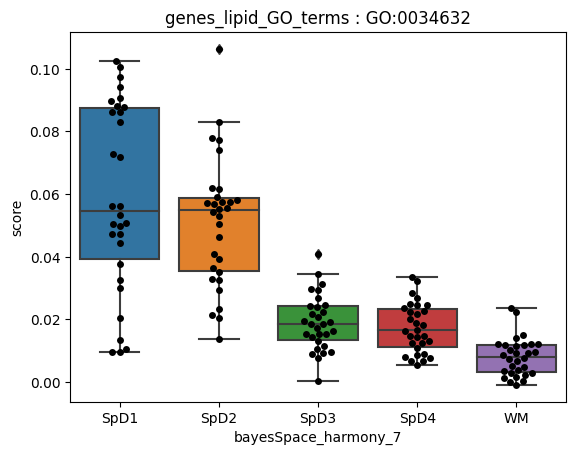 genes_lipid_GO_terms : GO:0034632
score
0.10
0.08
0.06
0.04
0.02
0.00
SpD1 SpD2 SpD3 SpD4 WM
bayesSpace_harmony_7